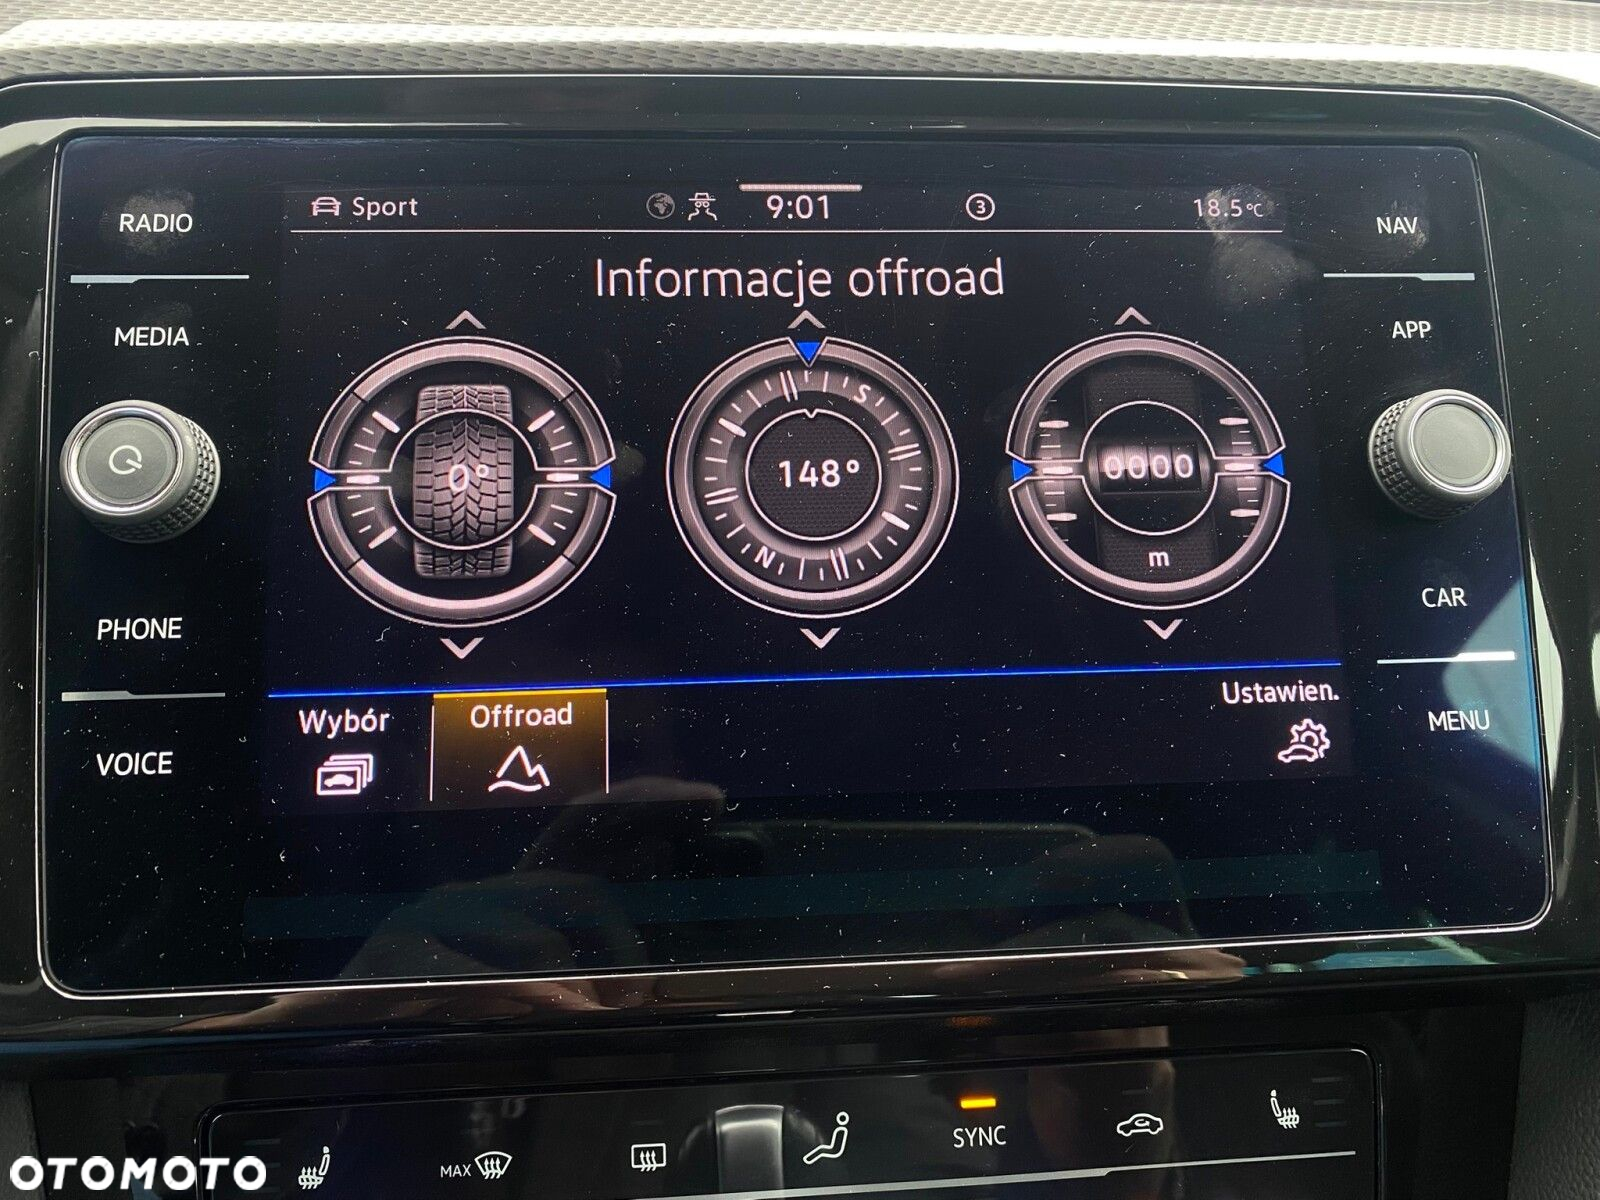 RADIO
MEDIA
PHONE
VOICE
Sport
9:01
3
18.5°C
Informacje offroad
0°
S
148°
N
0000
m
Wybór
Offroad
Ustawien.
NAV
APP
CAR
MENU
MAX
SYNC
OTOMOTO